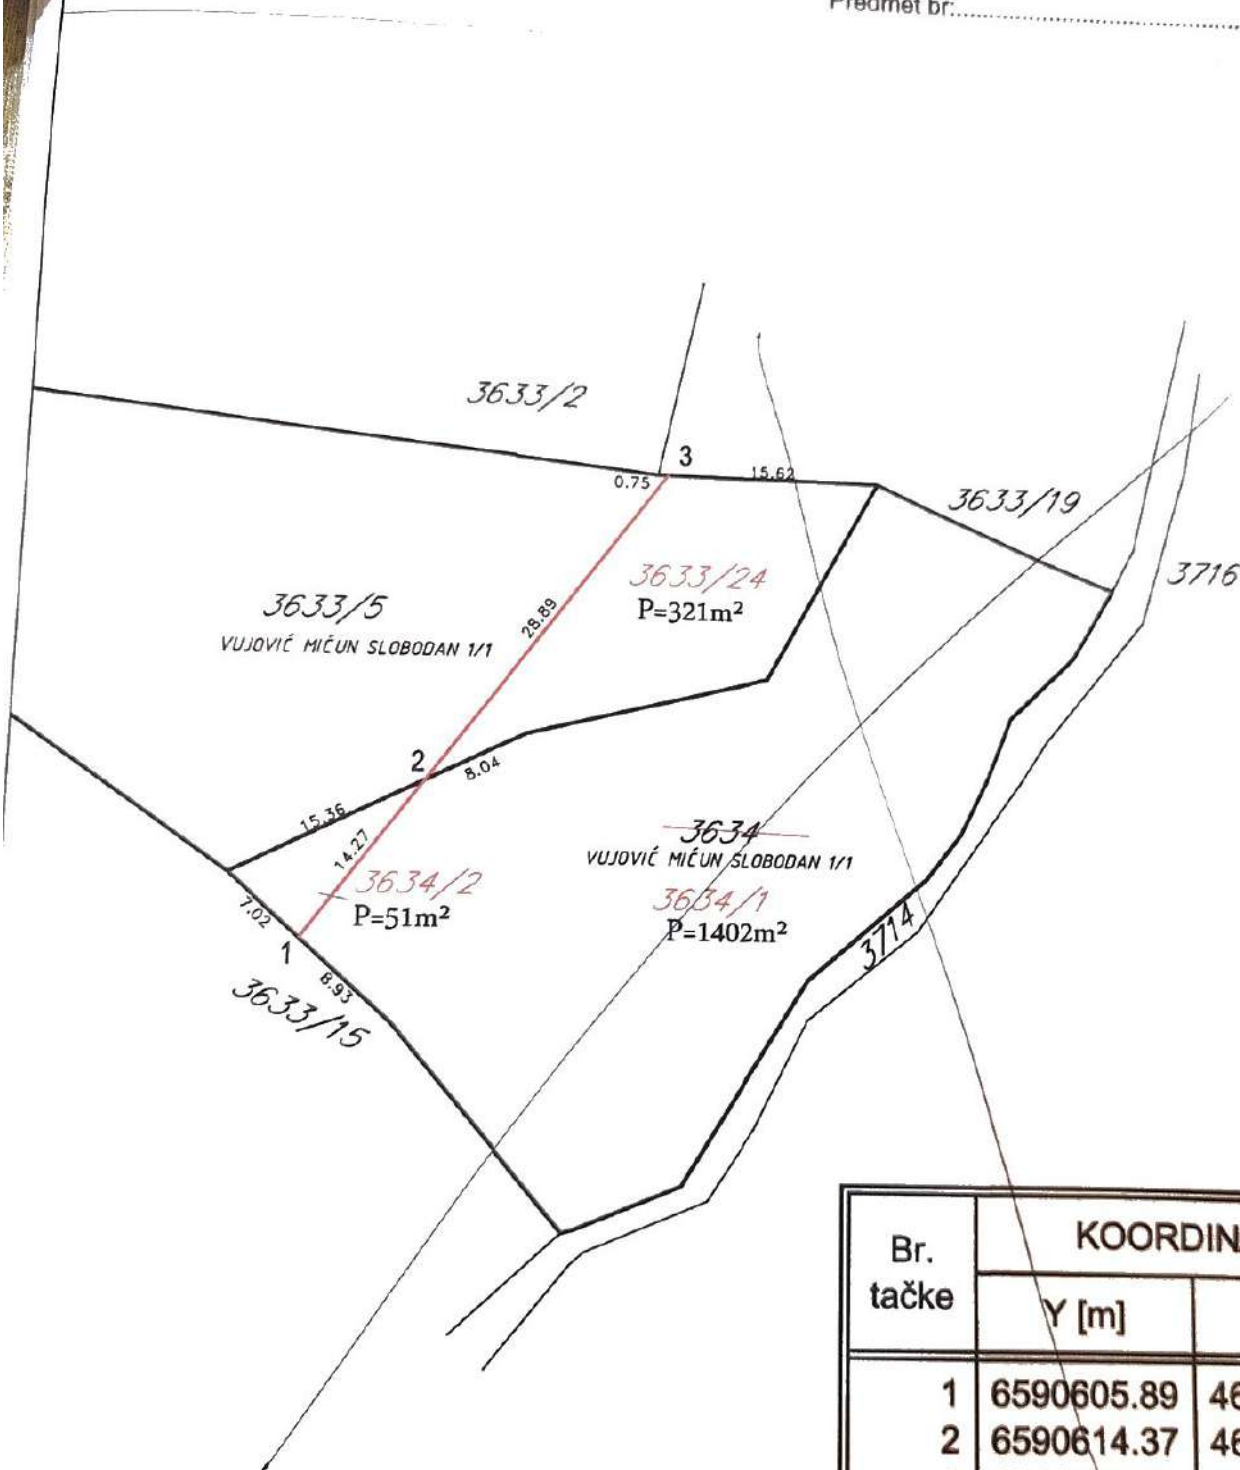 Predmet br:
3633/2
3
0.75
15.62
3633/19
3716
3633/24
P=321m²
3633/5
VUJOVIĆ MIĆUN SLOBODAN 1/1
28.89
2
8.04
15.36
14.27
3634
VUJOVIĆ MIĆUN SLOBODAN 1/1
3634/2
P=51m²
3634/1
P=1402m²
7.02
1
8.93
3633/15
3714
Br. tačke
KOORDIN
Y [m]
1 6590605.89 46
2 6590614.37 46